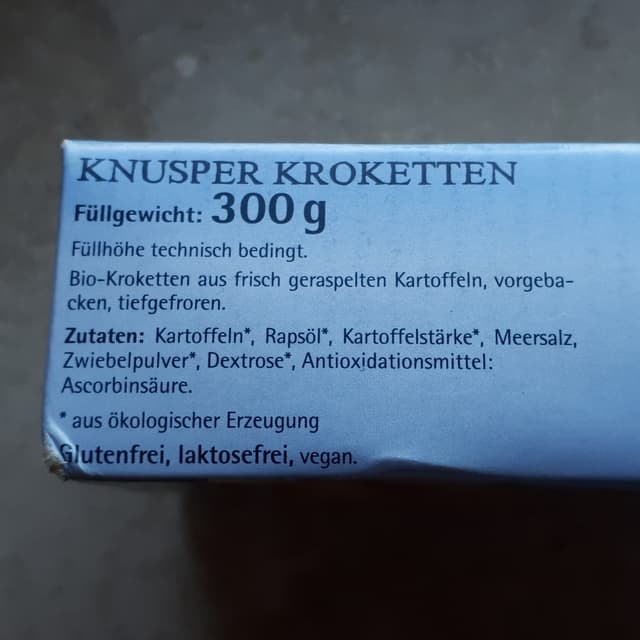 KNUSPER KROKETTEN
Füllgewicht: 300 g
Füllhöhe technisch bedingt.
Bio-Kroketten aus frisch geraspelten Kartoffeln, vorgeba-
cken, tiefgefroren.
Zutaten: Kartoffeln*, Rapsöl*, Kartoffelstärke*, Meersalz,
Zwiebelpulver*, Dextrose*, Antioxidationsmittel:
Ascorbinsäure.
* aus ökologischer Erzeugung
Glutenfrei, laktosefrei, vegan.